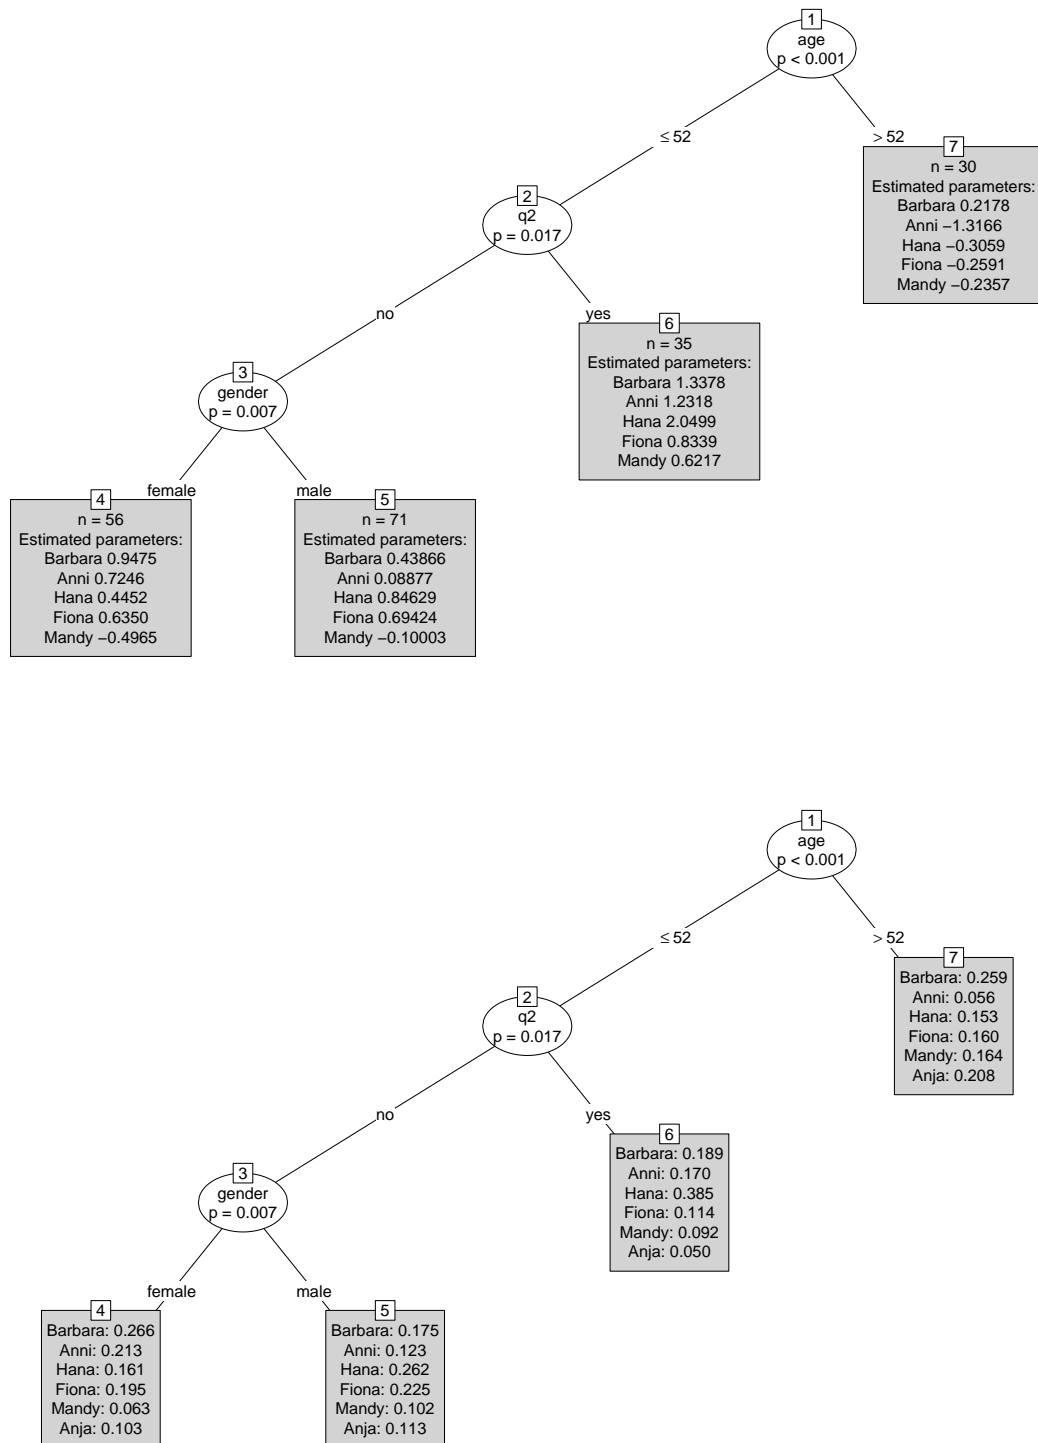 1
age
p < 0.001
≤ 52
> 52
7
n = 30
Estimated parameters:
Barbara 0.2178
Anni −1.3166
Hana −0.3059
Fiona −0.2591
Mandy −0.2357
2
q2
p = 0.017
no
yes
6
n = 35
Estimated parameters:
Barbara 1.3378
Anni 1.2318
Hana 2.0499
Fiona 0.8339
Mandy 0.6217
3
gender
p = 0.007
female
male
4
n = 56
Estimated parameters:
Barbara 0.9475
Anni 0.7246
Hana 0.4452
Fiona 0.6350
Mandy −0.4965
5
n = 71
Estimated parameters:
Barbara 0.43866
Anni 0.08877
Hana 0.84629
Fiona 0.69424
Mandy −0.10003
1
age
p < 0.001
≤ 52
> 52
7
Barbara: 0.259
Anni: 0.056
Hana: 0.153
Fiona: 0.160
Mandy: 0.164
Anja: 0.208
2
q2
p = 0.017
no
yes
6
Barbara: 0.189
Anni: 0.170
Hana: 0.385
Fiona: 0.114
Mandy: 0.092
Anja: 0.050
3
gender
p = 0.007
female
male
4
Barbara: 0.266
Anni: 0.213
Hana: 0.161
Fiona: 0.195
Mandy: 0.063
Anja: 0.103
5
Barbara: 0.175
Anni: 0.123
Hana: 0.262
Fiona: 0.225
Mandy: 0.102
Anja: 0.113